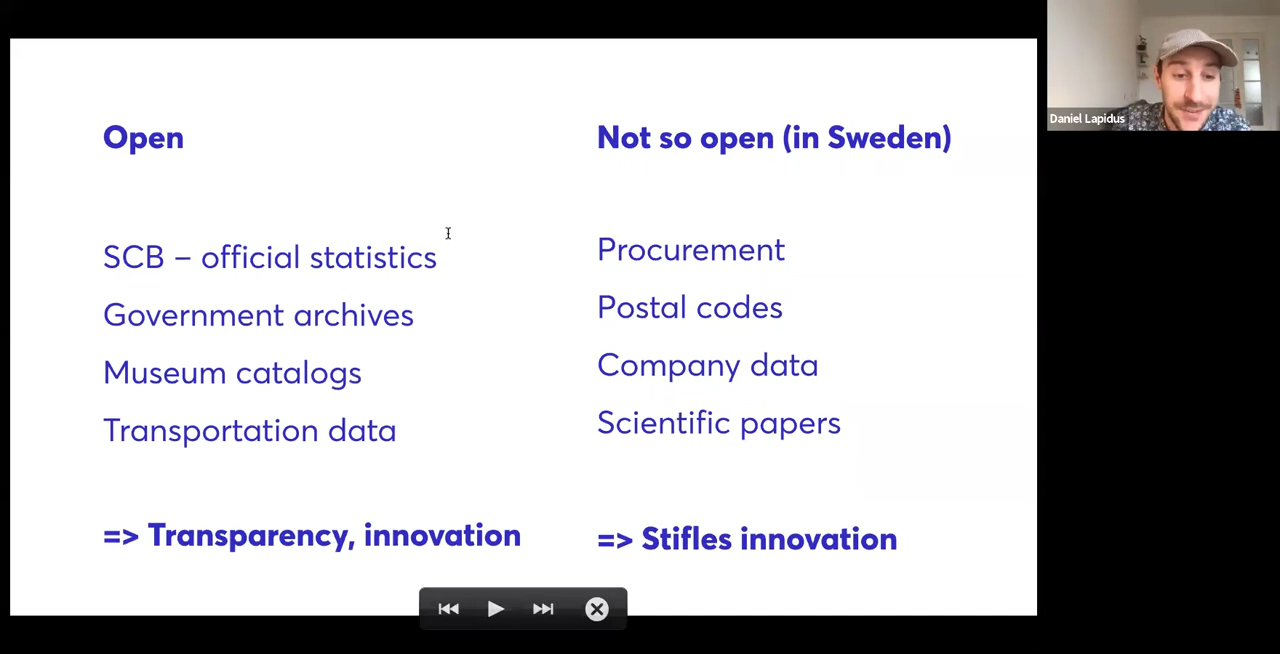 Open
SCB – official statistics
Government archives
Museum catalogs
Transportation data
=> Transparency, innovation
Not so open (in Sweden)
Procurement
Postal codes
Company data
Scientific papers
=> Stifles innovation
Daniel Lapidus